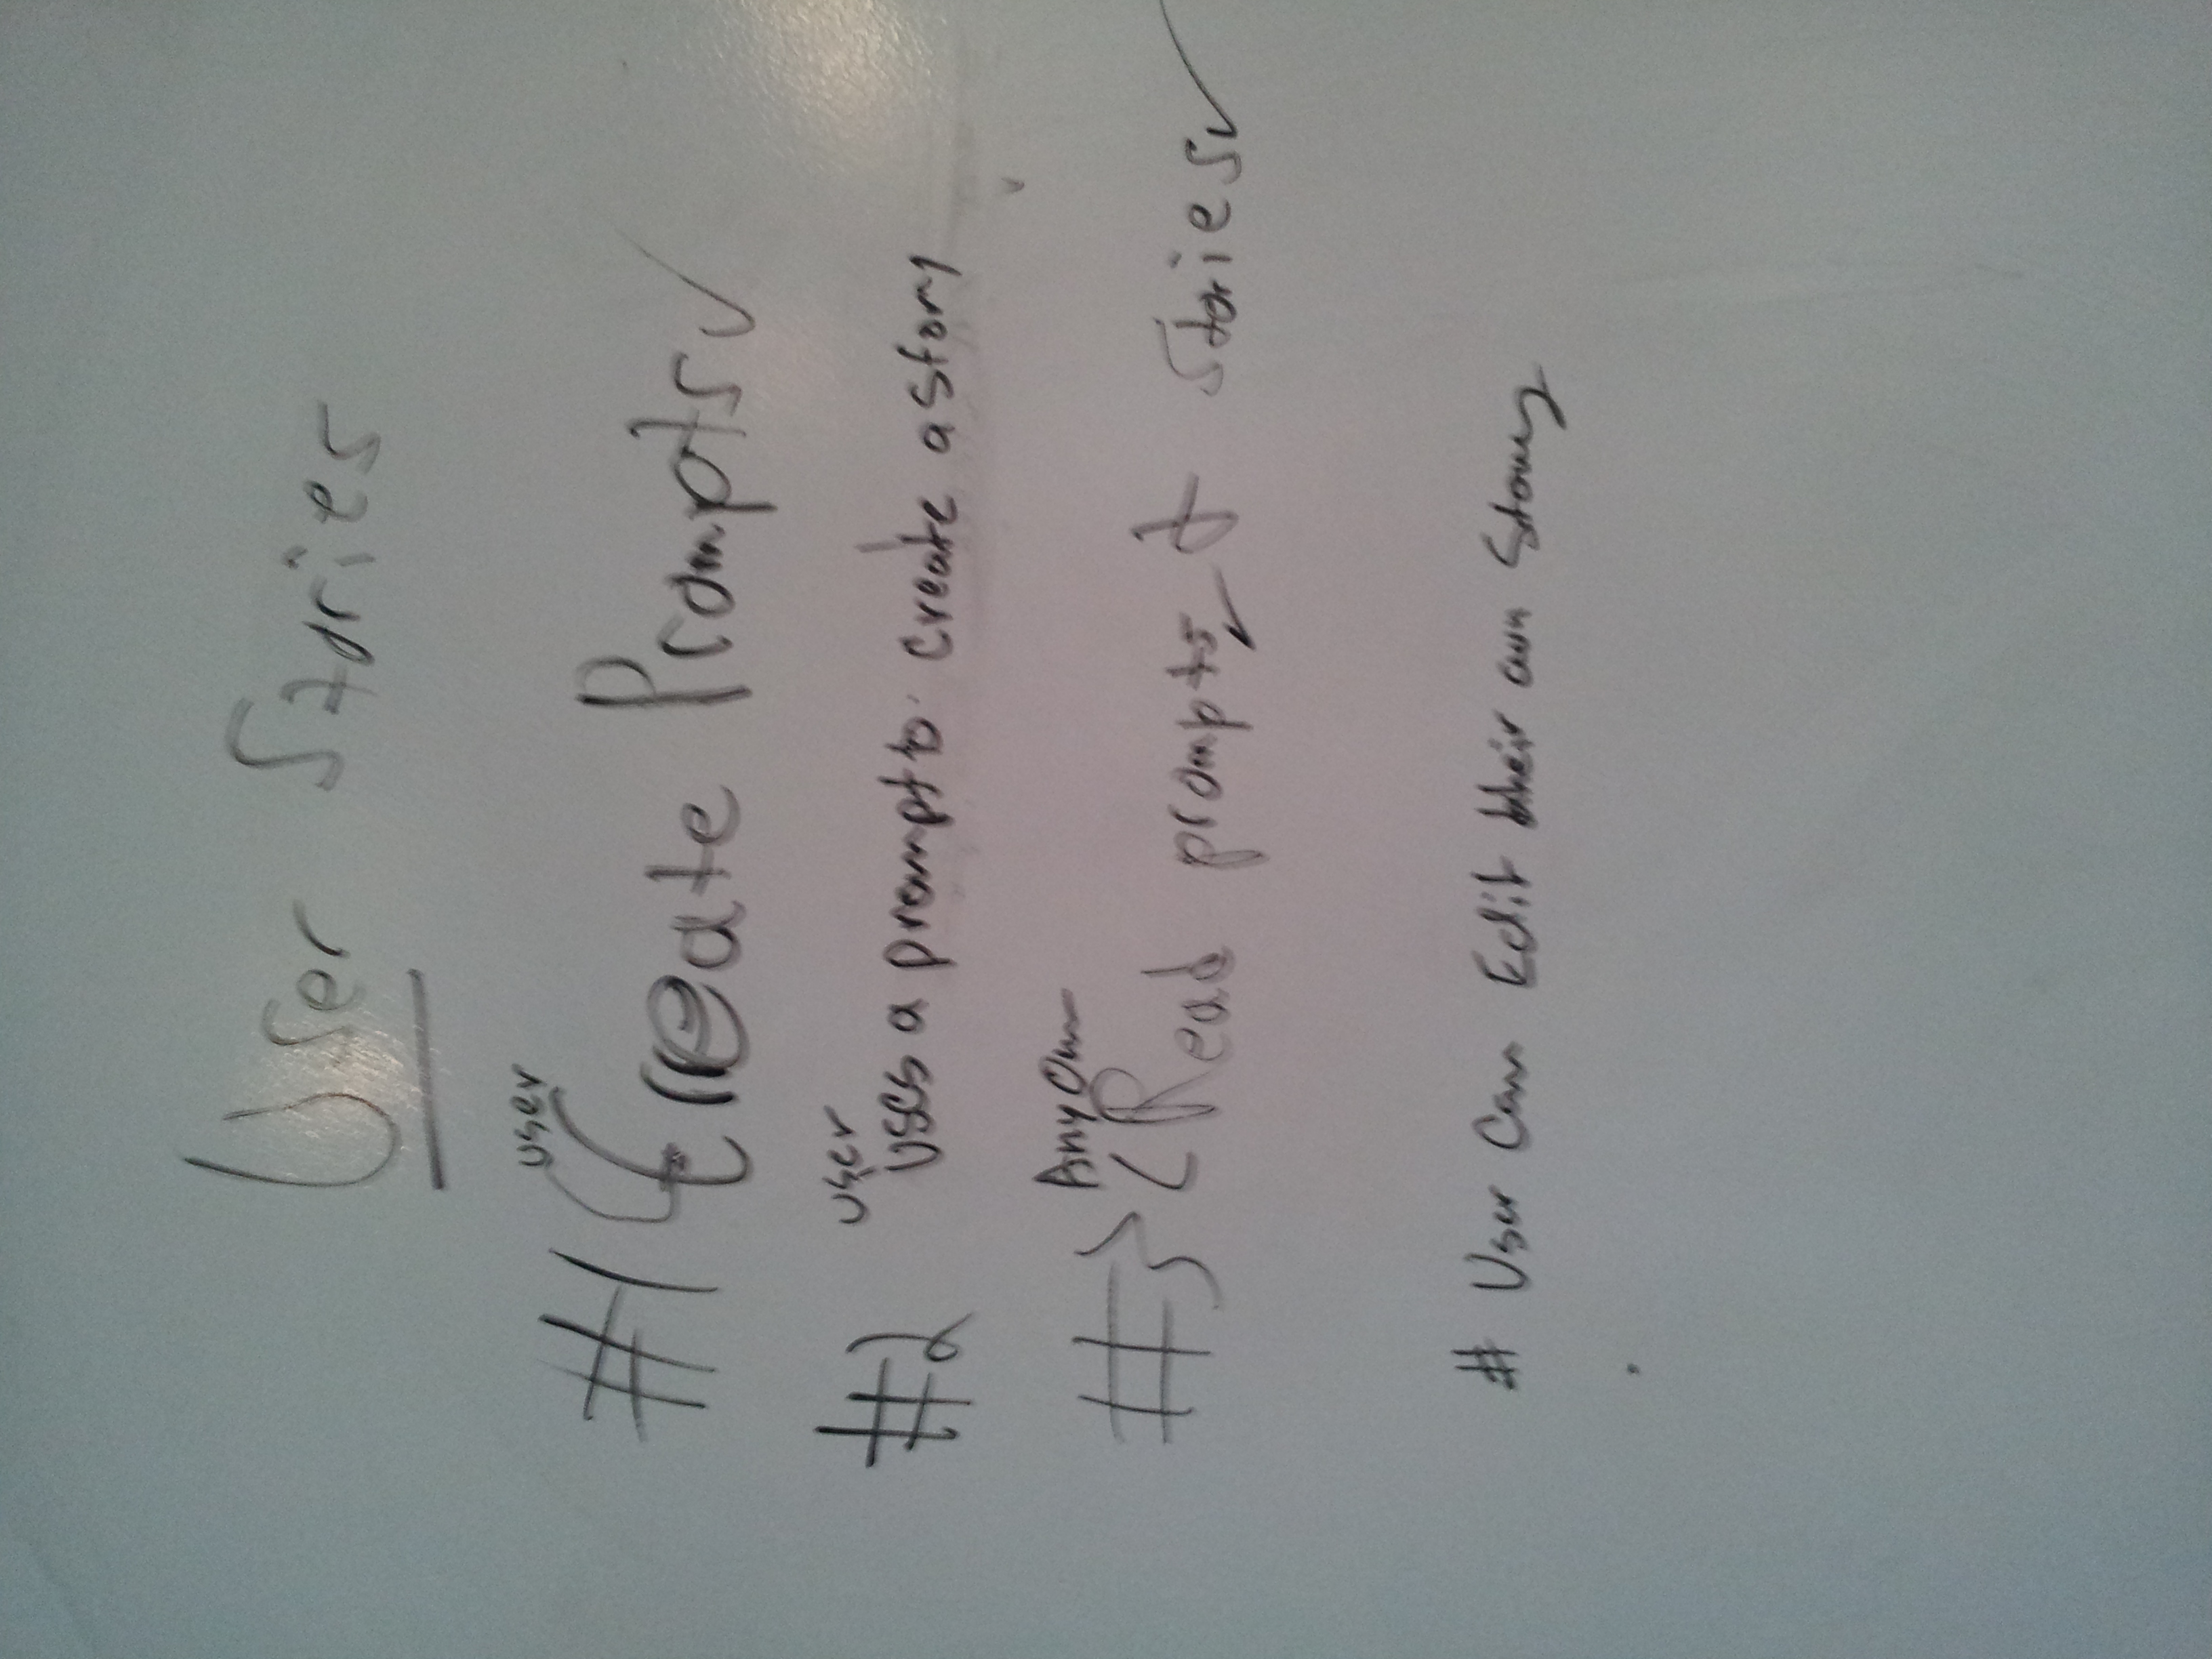 User Stories
user
#1 Create Prompts ✓
user
#2 uses a prompt to create a story
AnyOne
#3 (Read prompts ✓ & Stories ✓
# User Can Edit their own Story